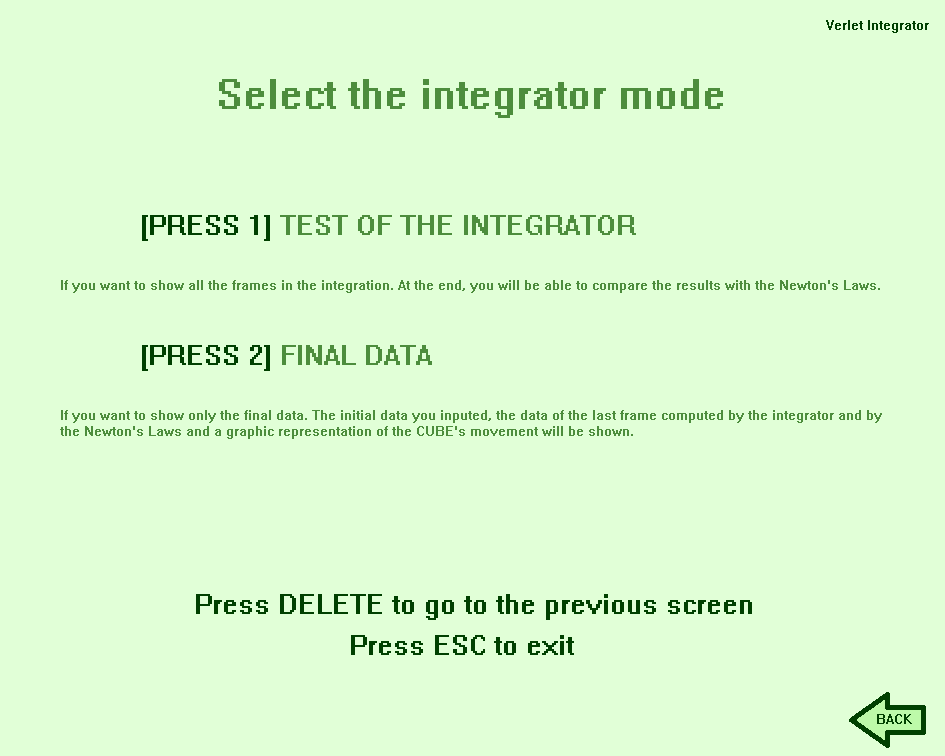 Verlet Integrator
Select the integrator mode
[PRESS 1] TEST OF THE INTEGRATOR
If you want to show all the frames in the integration. At the end, you will be able to compare the results with the Newton's Laws.
[PRESS 2] FINAL DATA
If you want to show only the final data. The initial data you inputed, the data of the last frame computed by the integrator and by
the Newton's Laws and a graphic representation of the CUBE's movement will be shown.
Press DELETE to go to the previous screen
Press ESC to exit
BACK